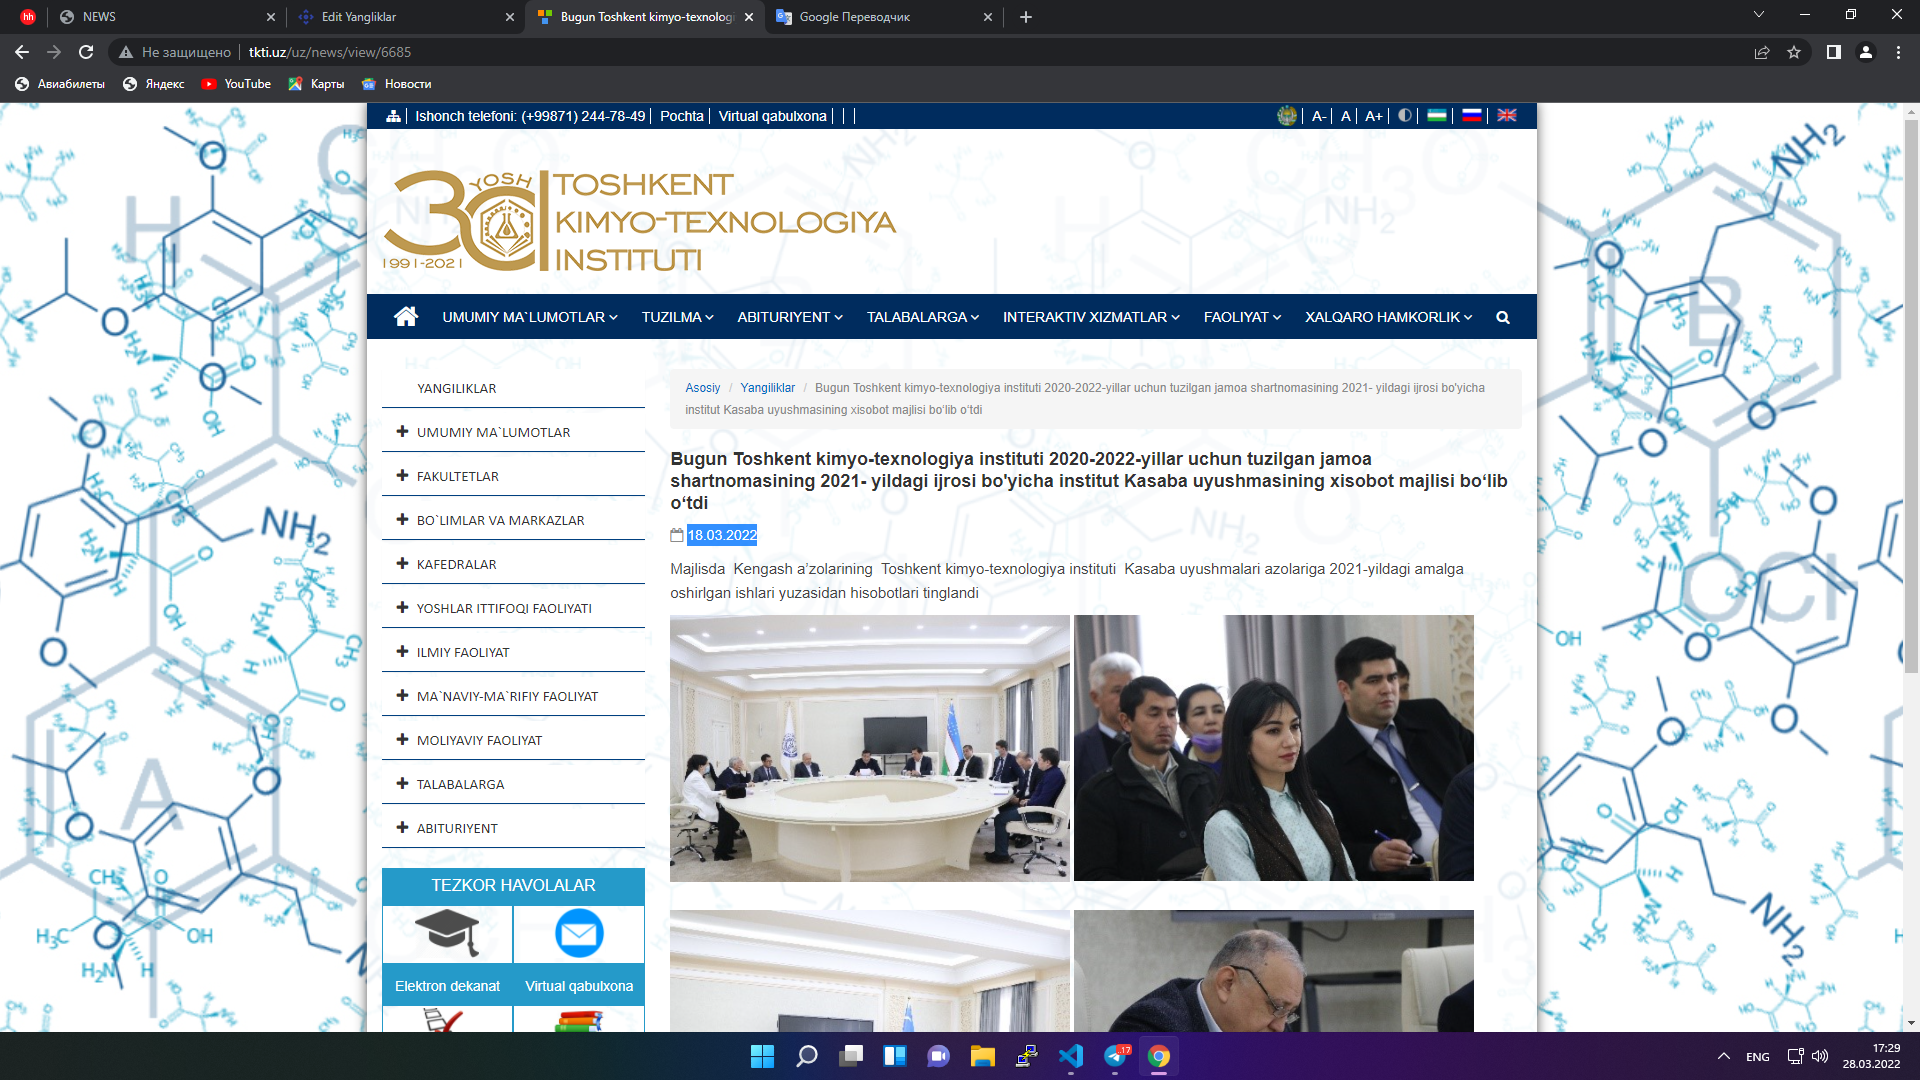 hh
NEWS
Edit Yangliklar
Bugun Toshkent kimyo-texnologi
Google Переводчик
Не защищено
tkti.uz/uz/news/view/6685
Авиабилеты
Яндекс
YouTube
Карты
Новости
Ishonch telefoni: (+99871) 244-78-49
Pochta
Virtual qabulxona
A-
A
A+
YOSH
30
1991-2021
TOSHKENT
KIMYO-TEXNOLOGIYA
INSTITUTI
UMUMIY MA`LUMOTLAR
TUZILMA
ABITURIYENT
TALABALARGA
INTERAKTIV XIZMATLAR
FAOLIYAT
XALQARO HAMKORLIK
YANGILIKLAR
UMUMIY MA`LUMOTLAR
FAKULTETLAR
BO`LIMLAR VA MARKAZLAR
KAFEDRALAR
YOSHLAR ITTIFOQI FAOLIYATI
ILMIY FAOLIYAT
MA`NAVIY-MA`RIFIY FAOLIYAT
MOLIYAVIY FAOLIYAT
TALABALARGA
ABITURIYENT
TEZKOR HAVOLALAR
Elektron dekanat
Virtual qabulxona
Asosiy / Yangiliklar / Bugun Toshkent kimyo-texnologiya instituti 2020-2022-yillar uchun tuzilgan jamoa shartnomasining 2021- yildagi ijrosi bo'yicha
institut Kasaba uyushmasining xisobot majlisi bo‘lib o‘tdi
Bugun Toshkent kimyo-texnologiya instituti 2020-2022-yillar uchun tuzilgan jamoa
shartnomasining 2021- yildagi ijrosi bo'yicha institut Kasaba uyushmasining xisobot majlisi bo‘lib
o‘tdi
18.03.2022
Majlisda Kengash a’zolarining Toshkent kimyo-texnologiya instituti Kasaba uyushmalari azolariga 2021-yildagi amalga
oshirlgan ishlari yuzasidan hisobotlari tinglandi
17
ENG
17:29
28.03.2022